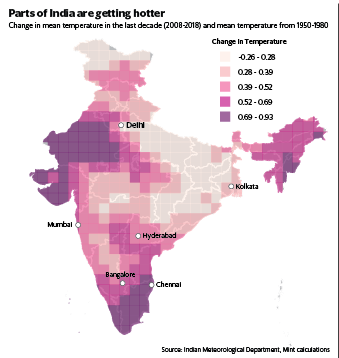 Parts of India are getting hotter
Change in mean temperature in the last decade (2008-2018) and mean temperature from 1950-1980
Change In Temperature
-0.26 - 0.28
0.28 - 0.39
0.39 - 0.52
0.52 - 0.69
0.69 - 0.93
Delhi
Kolkata
Mumbai
Hyderabad
Bangalore
Chennai
Source: Indian Meteorological Department, Mint calculations